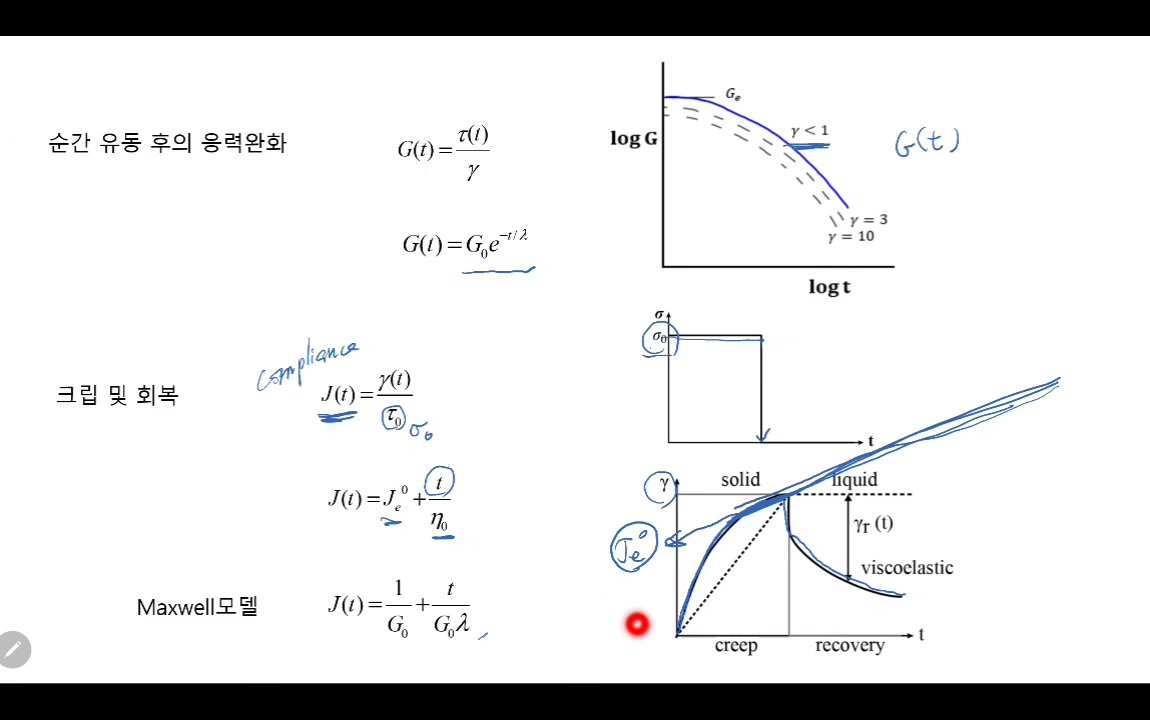 순간 유동 후의 응력완화
G(t) = τ(t) / γ
G(t) = G₀e^(−t/λ)
log G
Gₑ
γ < 1
γ = 3
γ = 10
log t
G(t)
compliance
크립 및 회복
J(t) = γ(t) / τ₀
σ₀
J(t) = Jₑ⁰ + t / η₀
Maxwell모델
J(t) = 1 / G₀ + t / G₀λ
σ
σ₀
t
γ
solid
liquid
γr (t)
viscoelastic
Jₑ⁰
t
creep
recovery